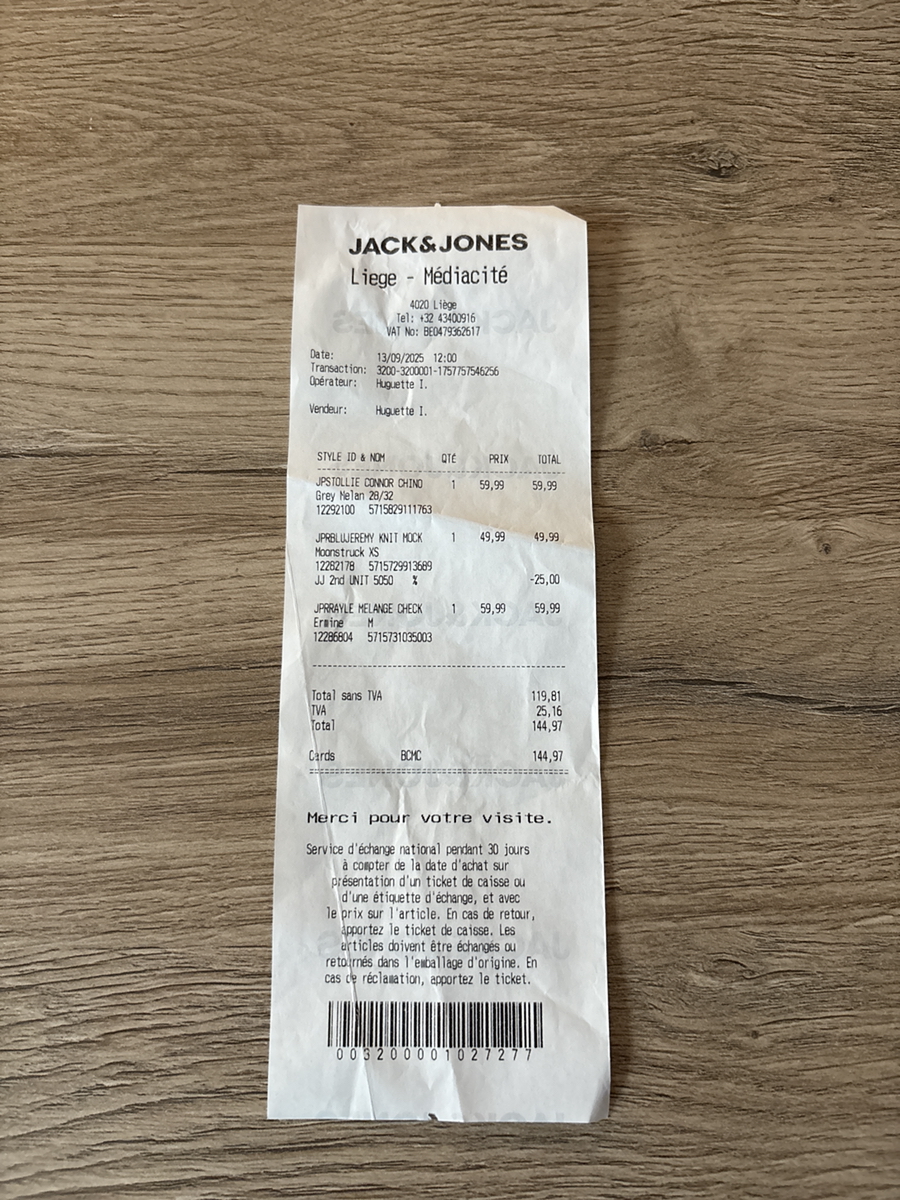 JACK&JONES
Liege - Médiacité
4020 Liège
Tel: +32 43400916
VAT No: BE0479362617
Date: 13/09/2025 12:00
Transaction: 3200-3200001-1757757546256
Opérateur: Huguette I.
Vendeur: Huguette I.
STYLE ID & NOM QTÉ PRIX TOTAL
JPSTOLLIE CONNOR CHINO 1 59,99 59,99
Grey Melan 28/32
12292100 5715829111763
JPRBLUJEREMY KNIT MOCK 1 49,99 49,99
Moonstruck XS
12282178 5715729913689
JJ 2nd UNIT 5050 % -25,00
JPRRAYLE MELANGE CHECK 1 59,99 59,99
Ermine M
12286804 5715731035003
Total sans TVA 119,81
TVA 25,16
Total 144,97
Cards BCMC 144,97
Merci pour votre visite.
Service d'échange national pendant 30 jours
à compter de la date d'achat sur
présentation d'un ticket de caisse ou
d'une étiquette d'échange, et avec
le prix sur l'article. En cas de retour,
apportez le ticket de caisse. Les
articles doivent être échangés ou
retournés dans l'emballage d'origine. En
cas de réclamation, apportez le ticket.
0032000001027277